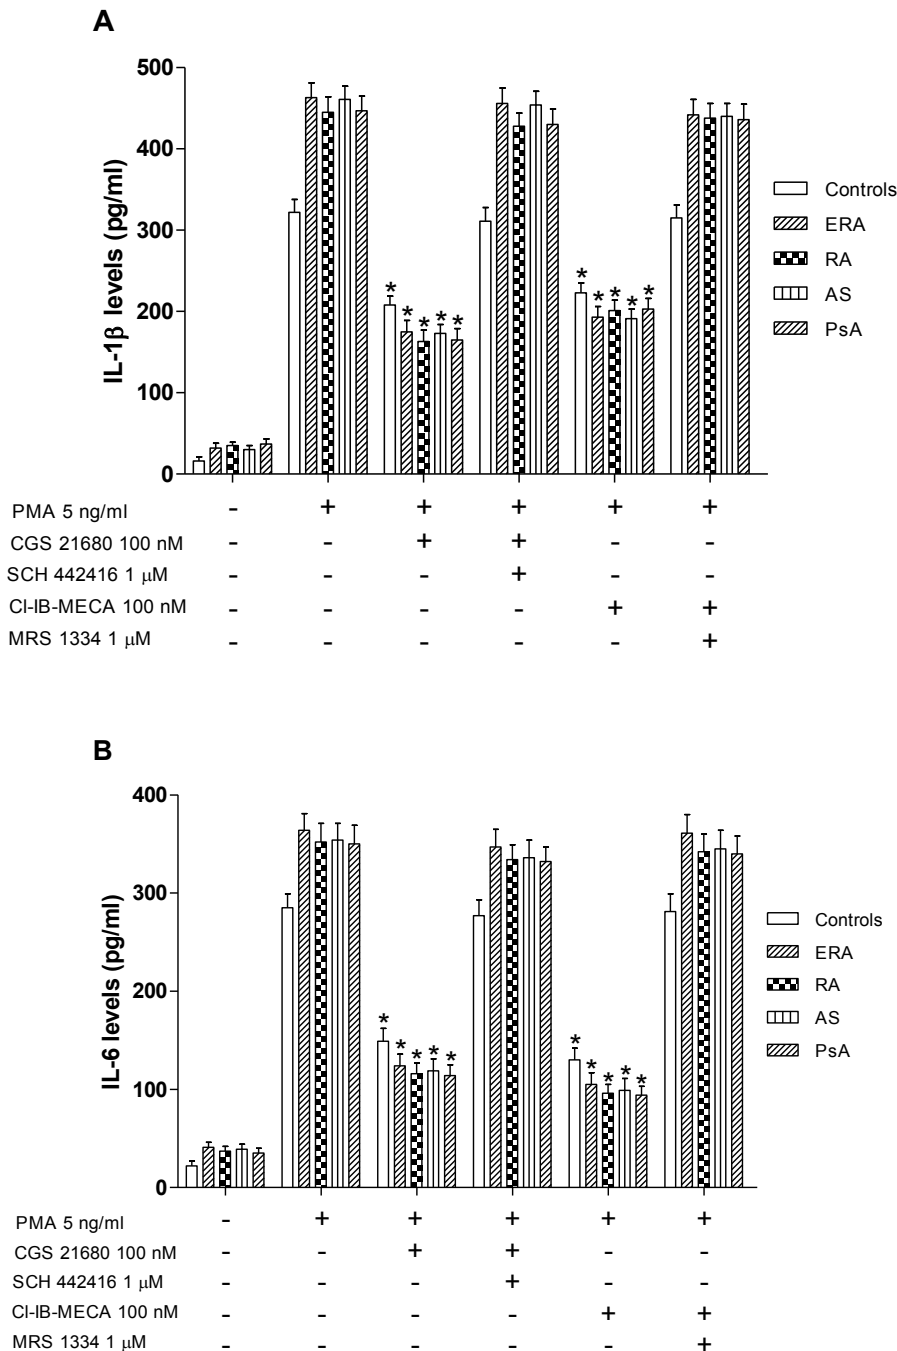 A
IL-1β levels (pg/ml)
500
400
300
200
100
0
* * * * *
* * * * *
Controls
ERA
RA
AS
PsA
PMA 5 ng/ml - + + + + +
CGS 21680 100 nM - - + + - -
SCH 442416 1 μM - - - + - -
Cl-IB-MECA 100 nM - - - - + +
MRS 1334 1 μM - - - - - +
B
IL-6 levels (pg/ml)
400
300
200
100
0
* * * * *
* * * * *
Controls
ERA
RA
AS
PsA
PMA 5 ng/ml - + + + + +
CGS 21680 100 nM - - + + - -
SCH 442416 1 μM - - - + - -
Cl-IB-MECA 100 nM - - - - + +
MRS 1334 1 μM - - - - - +